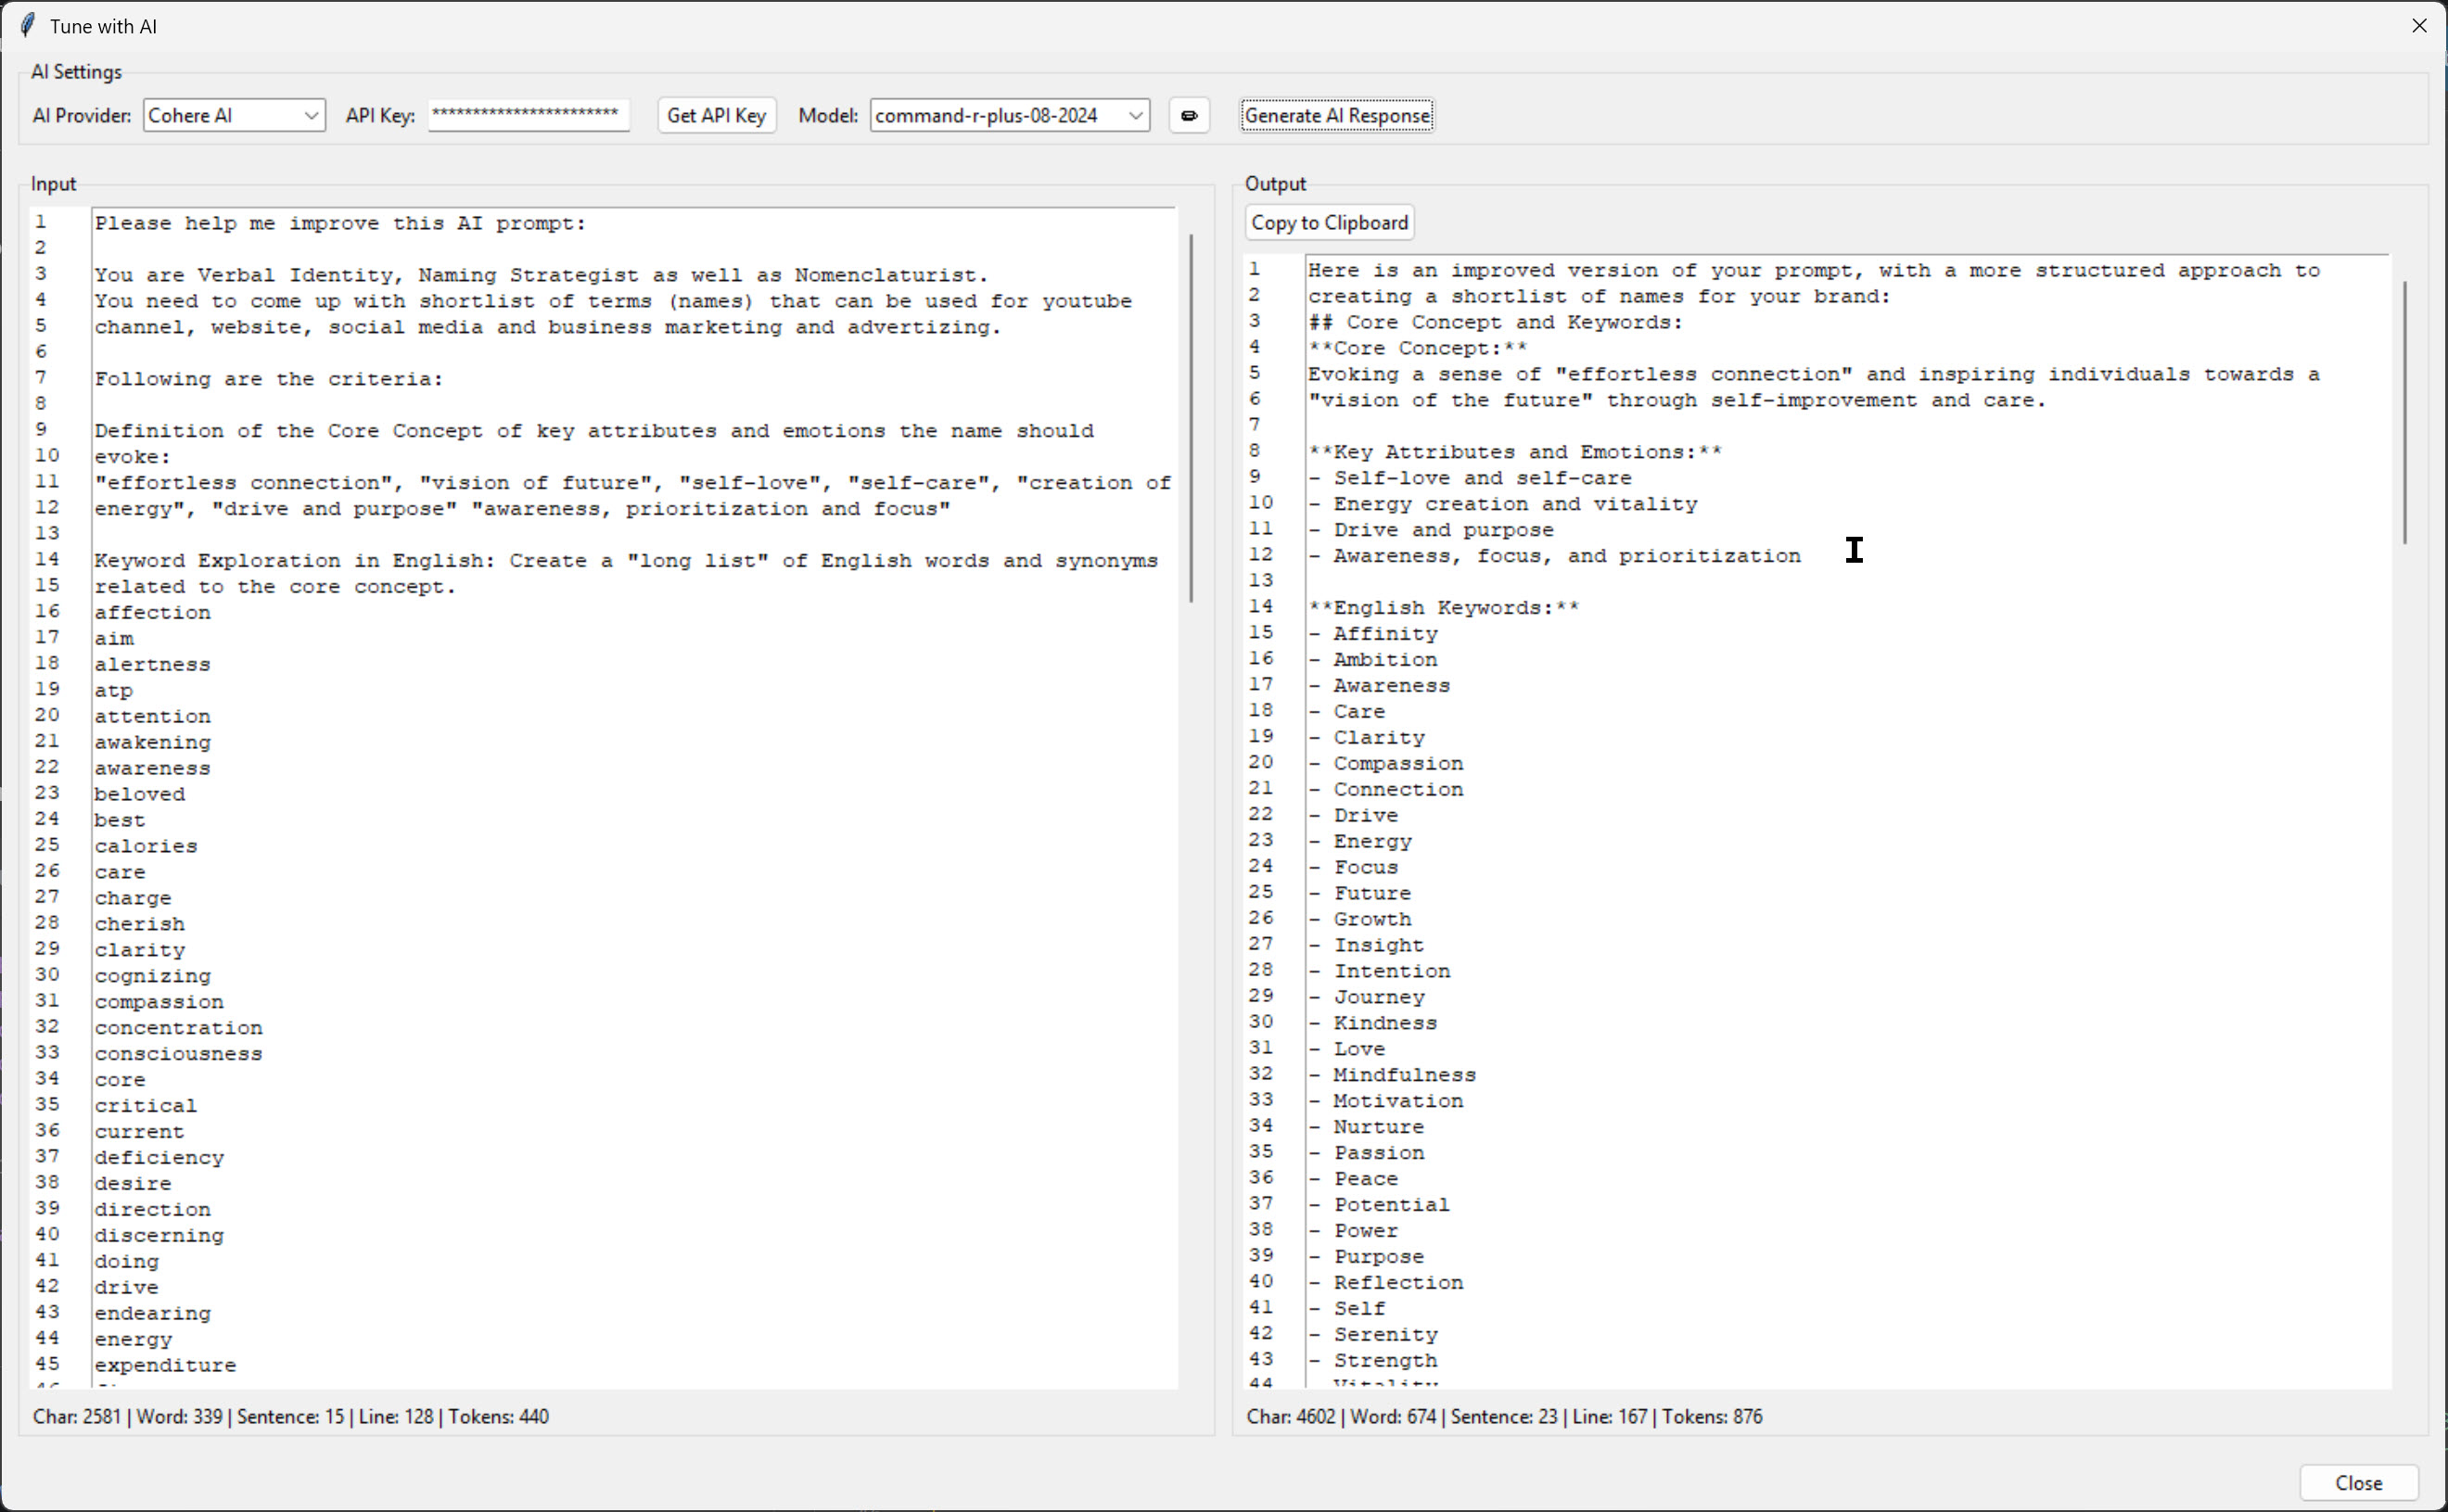 Tune with AI
AI Settings
AI Provider: Cohere AI API Key: *********************** Get API Key Model: command-r-plus-08-2024 Generate AI Response
Input
1 Please help me improve this AI prompt:
2
3 You are Verbal Identity, Naming Strategist as well as Nomenclaturist.
4 You need to come up with shortlist of terms (names) that can be used for youtube
5 channel, website, social media and business marketing and advertizing.
6
7 Following are the criteria:
8
9 Definition of the Core Concept of key attributes and emotions the name should
10 evoke:
11 "effortless connection", "vision of future", "self-love", "self-care", "creation of
12 energy", "drive and purpose" "awareness, prioritization and focus"
13
14 Keyword Exploration in English: Create a "long list" of English words and synonyms
15 related to the core concept.
16 affection
17 aim
18 alertness
19 atp
20 attention
21 awakening
22 awareness
23 beloved
24 best
25 calories
26 care
27 charge
28 cherish
29 clarity
30 cognizing
31 compassion
32 concentration
33 consciousness
34 core
35 critical
36 current
37 deficiency
38 desire
39 direction
40 discerning
41 doing
42 drive
43 endearing
44 energy
45 expenditure
Char: 2581 | Word: 339 | Sentence: 15 | Line: 128 | Tokens: 440
Output
Copy to Clipboard
1 Here is an improved version of your prompt, with a more structured approach to
2 creating a shortlist of names for your brand:
3 ## Core Concept and Keywords:
4 **Core Concept:**
5 Evoking a sense of "effortless connection" and inspiring individuals towards a
6 "vision of the future" through self-improvement and care.
7
8 **Key Attributes and Emotions:**
9 - Self-love and self-care
10 - Energy creation and vitality
11 - Drive and purpose
12 - Awareness, focus, and prioritization
13
14 **English Keywords:**
15 - Affinity
16 - Ambition
17 - Awareness
18 - Care
19 - Clarity
20 - Compassion
21 - Connection
22 - Drive
23 - Energy
24 - Focus
25 - Future
26 - Growth
27 - Insight
28 - Intention
29 - Journey
30 - Kindness
31 - Love
32 - Mindfulness
33 - Motivation
34 - Nurture
35 - Passion
36 - Peace
37 - Potential
38 - Power
39 - Purpose
40 - Reflection
41 - Self
42 - Serenity
43 - Strength
44 - Vitality
Char: 4602 | Word: 674 | Sentence: 23 | Line: 167 | Tokens: 876
Close